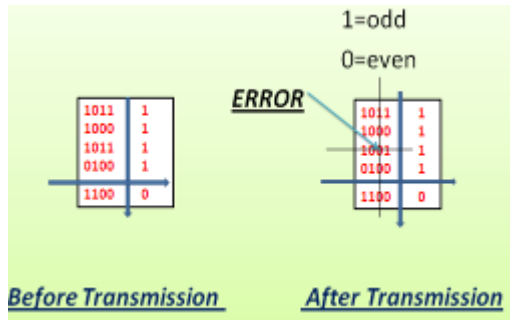 1=odd
0=even
ERROR
1011 1
1000 1
1011 1
0100 1
1100 0
1011 1
1000 1
1001 1
0100 1
1100 0
Before Transmission
After Transmission